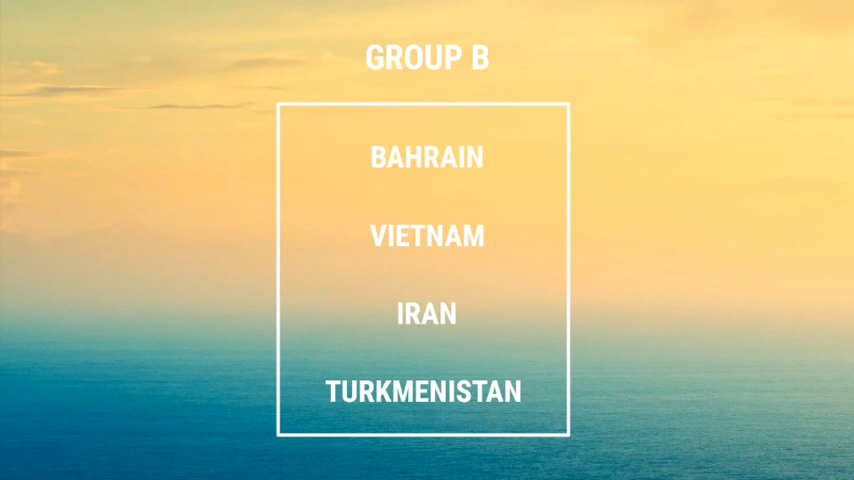 GROUP B
BAHRAIN
VIETNAM
IRAN
TURKMENISTAN